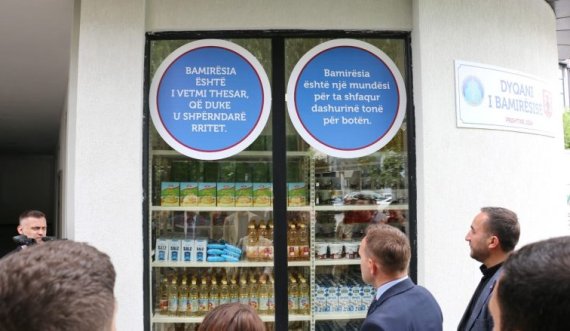 BAMIRËSIA
ËSHTË
I VETMI THESAR,
QË DUKE
U SHPËRNDARË
RRITET.
Bamirësia
është një mundësi
për ta shfaqur
dashurinë tonë
për botën.
DYQANI
I BAMIRËSISË